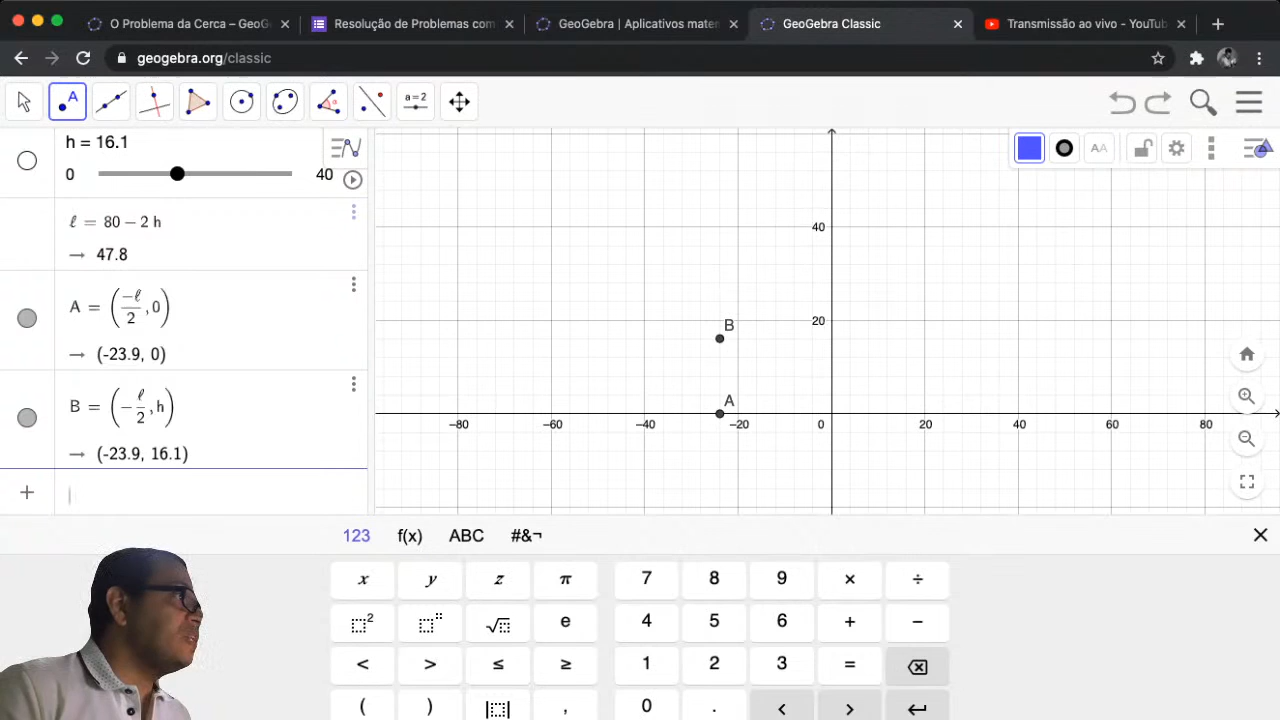 O Problema da Cerca – GeoG
Resolução de Problemas com
GeoGebra | Aplicativos mater
GeoGebra Classic
Transmissão ao vivo - YouTub
geogebra.org/classic
A
a=2
h = 16.1
0
40
ℓ = 80 − 2 h
→ 47.8
A = (−ℓ/2, 0)
→ (-23.9, 0)
B = (−ℓ/2, h)
→ (-23.9, 16.1)
AA
40
20
B
A
−80 −60 −40 −20 0 20 40 60 80
123 f(x) ABC #&¬
x y z π 7 8 9 × ÷
□² □^□ √□ e 4 5 6 + −
< > ≤ ≥ 1 2 3 =
( ) |□| , 0 . < >